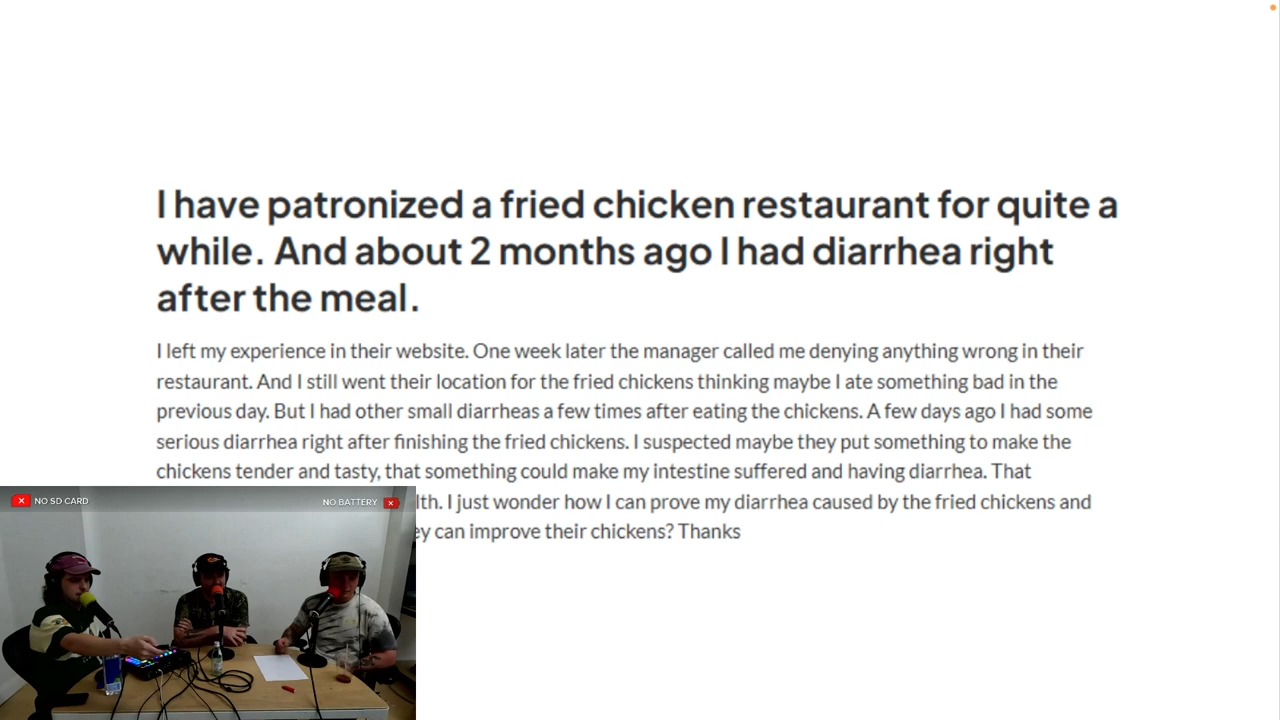 I have patronized a fried chicken restaurant for quite a
while. And about 2 months ago I had diarrhea right
after the meal.
I left my experience in their website. One week later the manager called me denying anything wrong in their
restaurant. And I still went their location for the fried chickens thinking maybe I ate something bad in the
previous day. But I had other small diarrheas a few times after eating the chickens. A few days ago I had some
serious diarrhea right after finishing the fried chickens. I suspected maybe they put something to make the
chickens tender and tasty, that something could make my intestine suffered and having diarrhea. That
I just wonder how I can prove my diarrhea caused by the fried chickens and
can improve their chickens? Thanks
NO SD CARD
NO BATTERY